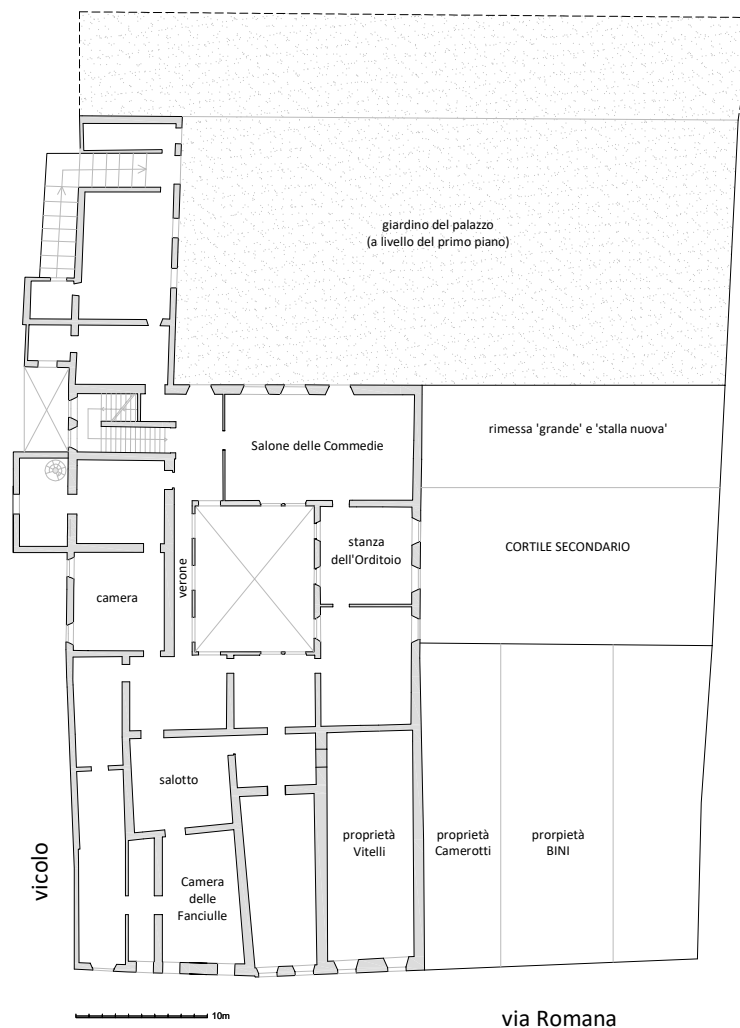 giardino del palazzo
(a livello del primo piano)
rimessa 'grande' e 'stalla nuova'
Salone delle Commedie
stanza
dell'Orditoio
CORTILE SECONDARIO
verone
camera
salotto
proprietà
Vitelli
proprietà
Camerotti
prorpietà
BINI
Camera
delle
Fanciulle
vicolo
10m
via Romana